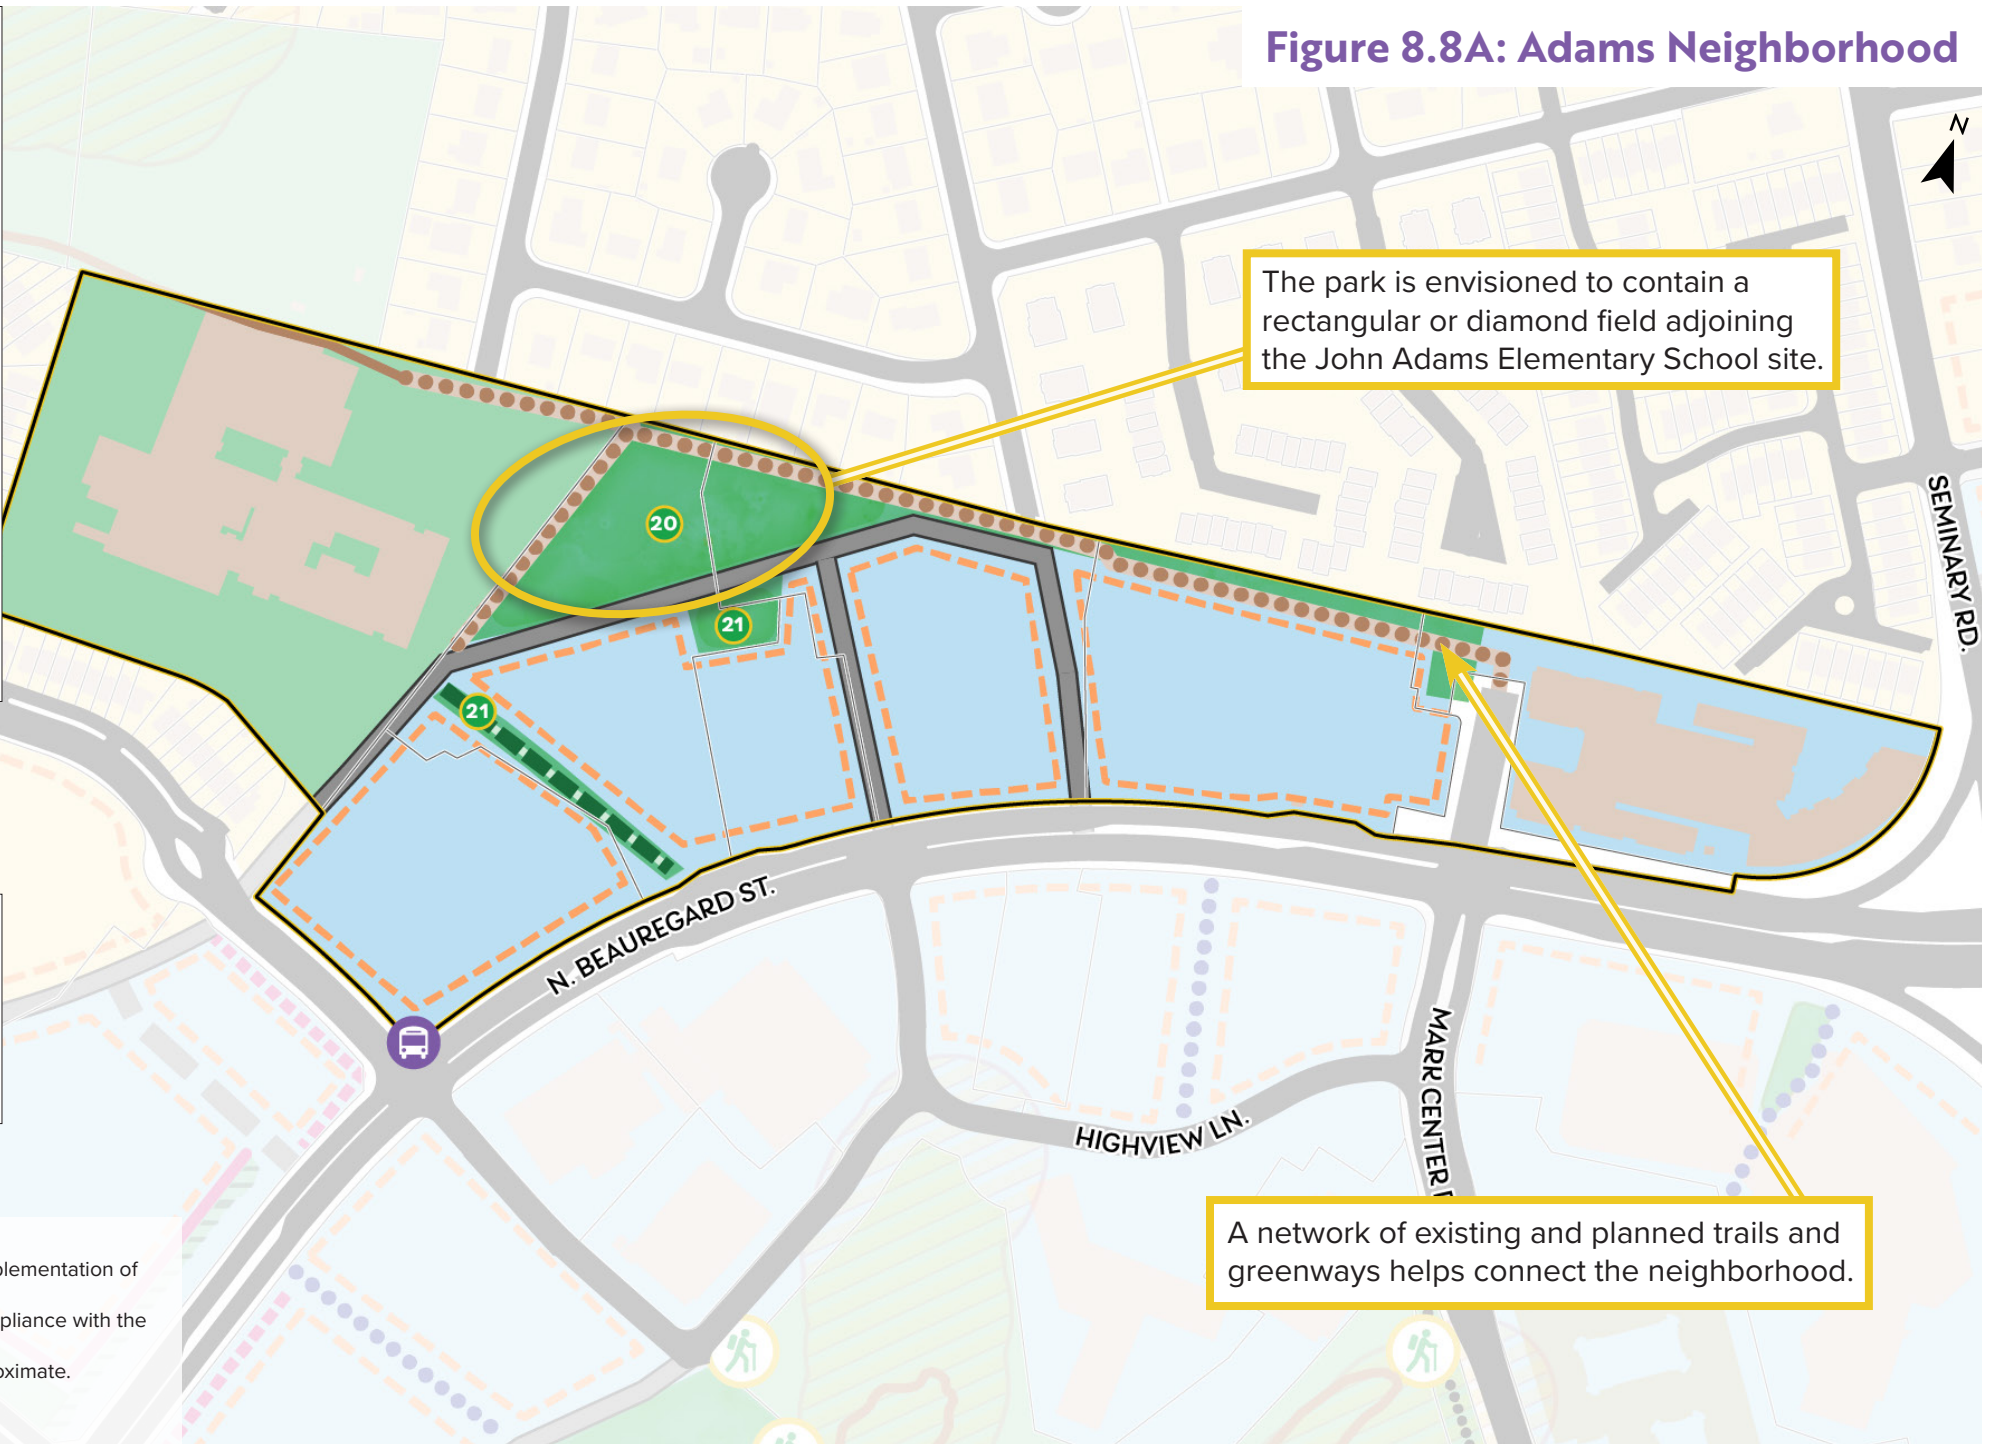 Figure 8.8A: Adams Neighborhood
N
The park is envisioned to contain a
rectangular or diamond field adjoining
the John Adams Elementary School site.
SEMINARY RD.
20
21
21
N. BEAUREGARD ST.
MARK CENTER
HIGHVIEW LN.
A network of existing and planned trails and
greenways helps connect the neighborhood.
plementation of
pliance with the
oximate.